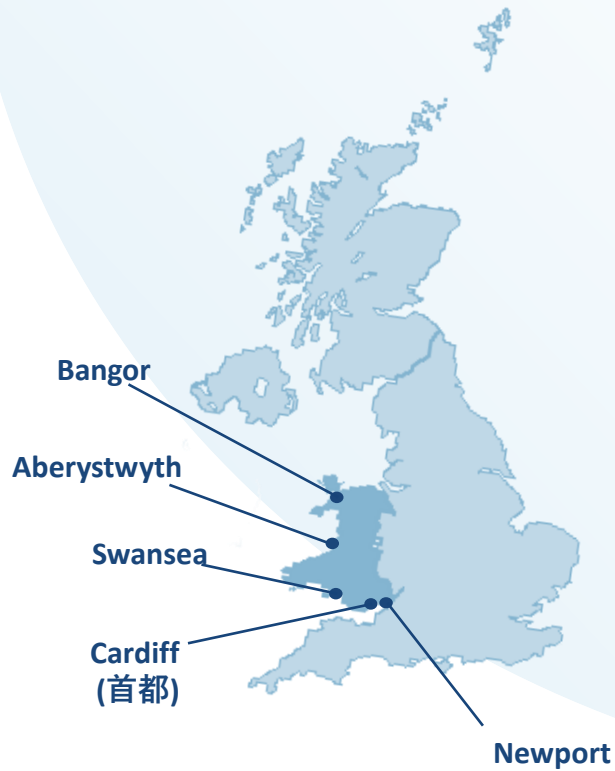 Bangor
Aberystwyth
Swansea
Cardiff
(首都)
Newport